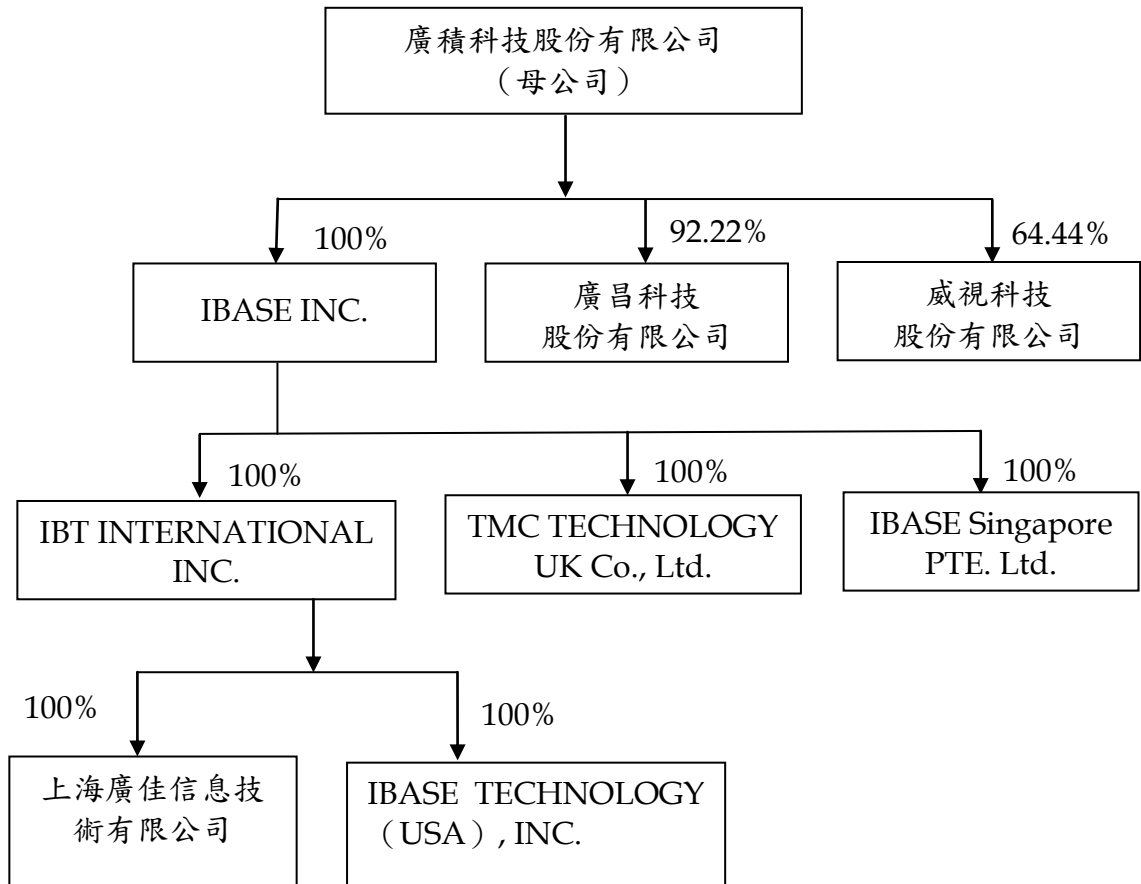 廣積科技股份有限公司
（母公司）
100%
92.22%
64.44%
IBASE INC.
廣昌科技
股份有限公司
威視科技
股份有限公司
100%
100%
100%
IBT INTERNATIONAL
INC.
TMC TECHNOLOGY
UK Co., Ltd.
IBASE Singapore
PTE. Ltd.
100%
100%
上海廣佳信息技
術有限公司
IBASE TECHNOLOGY
（USA）, INC.